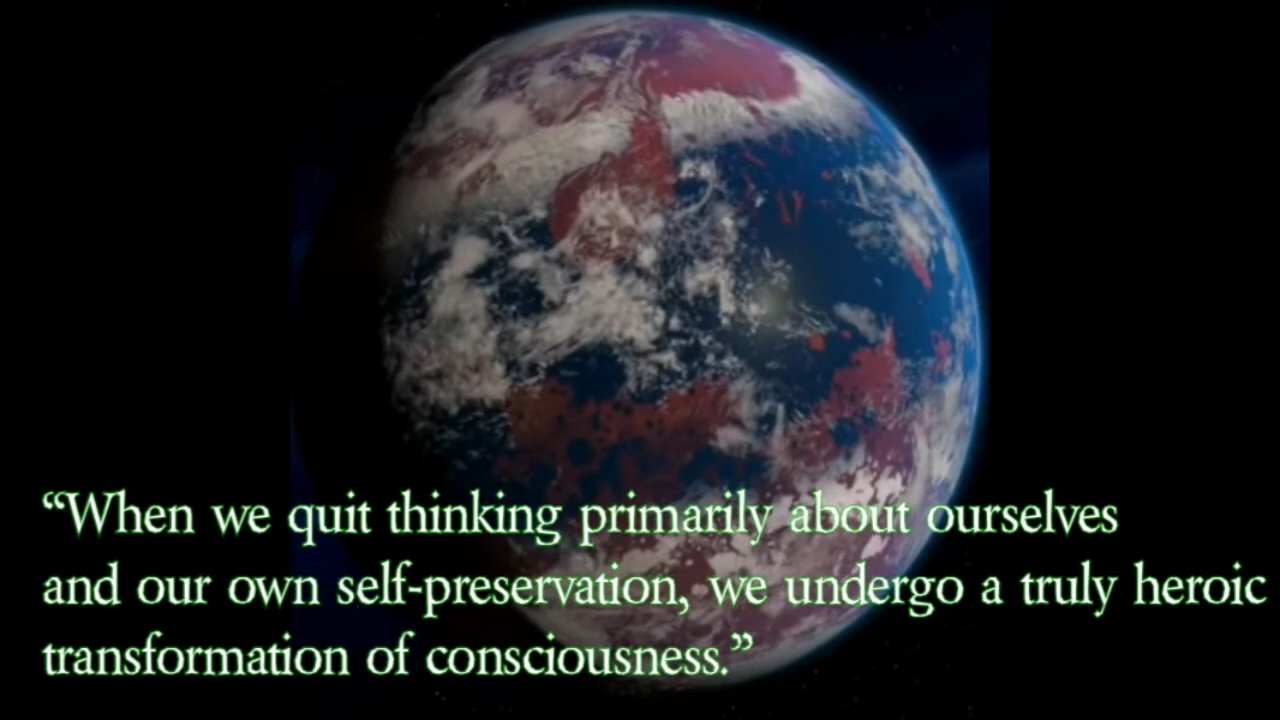 “When we quit thinking primarily about ourselves
and our own self-preservation, we undergo a truly heroic
transformation of consciousness.”